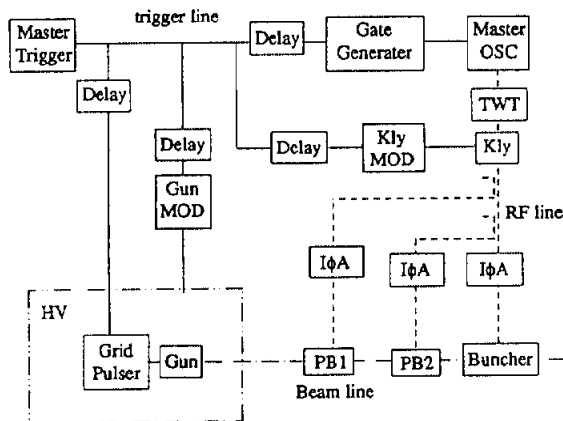 trigger line
Master
Trigger
Delay
Gate
Generater
Master
OSC
Delay
TWT
Delay
Delay
Kly
MOD
Kly
Gun
MOD
RF line
IφA
IφA
IφA
HV
Grid
Pulser
Gun
PB1
PB2
Buncher
Beam line